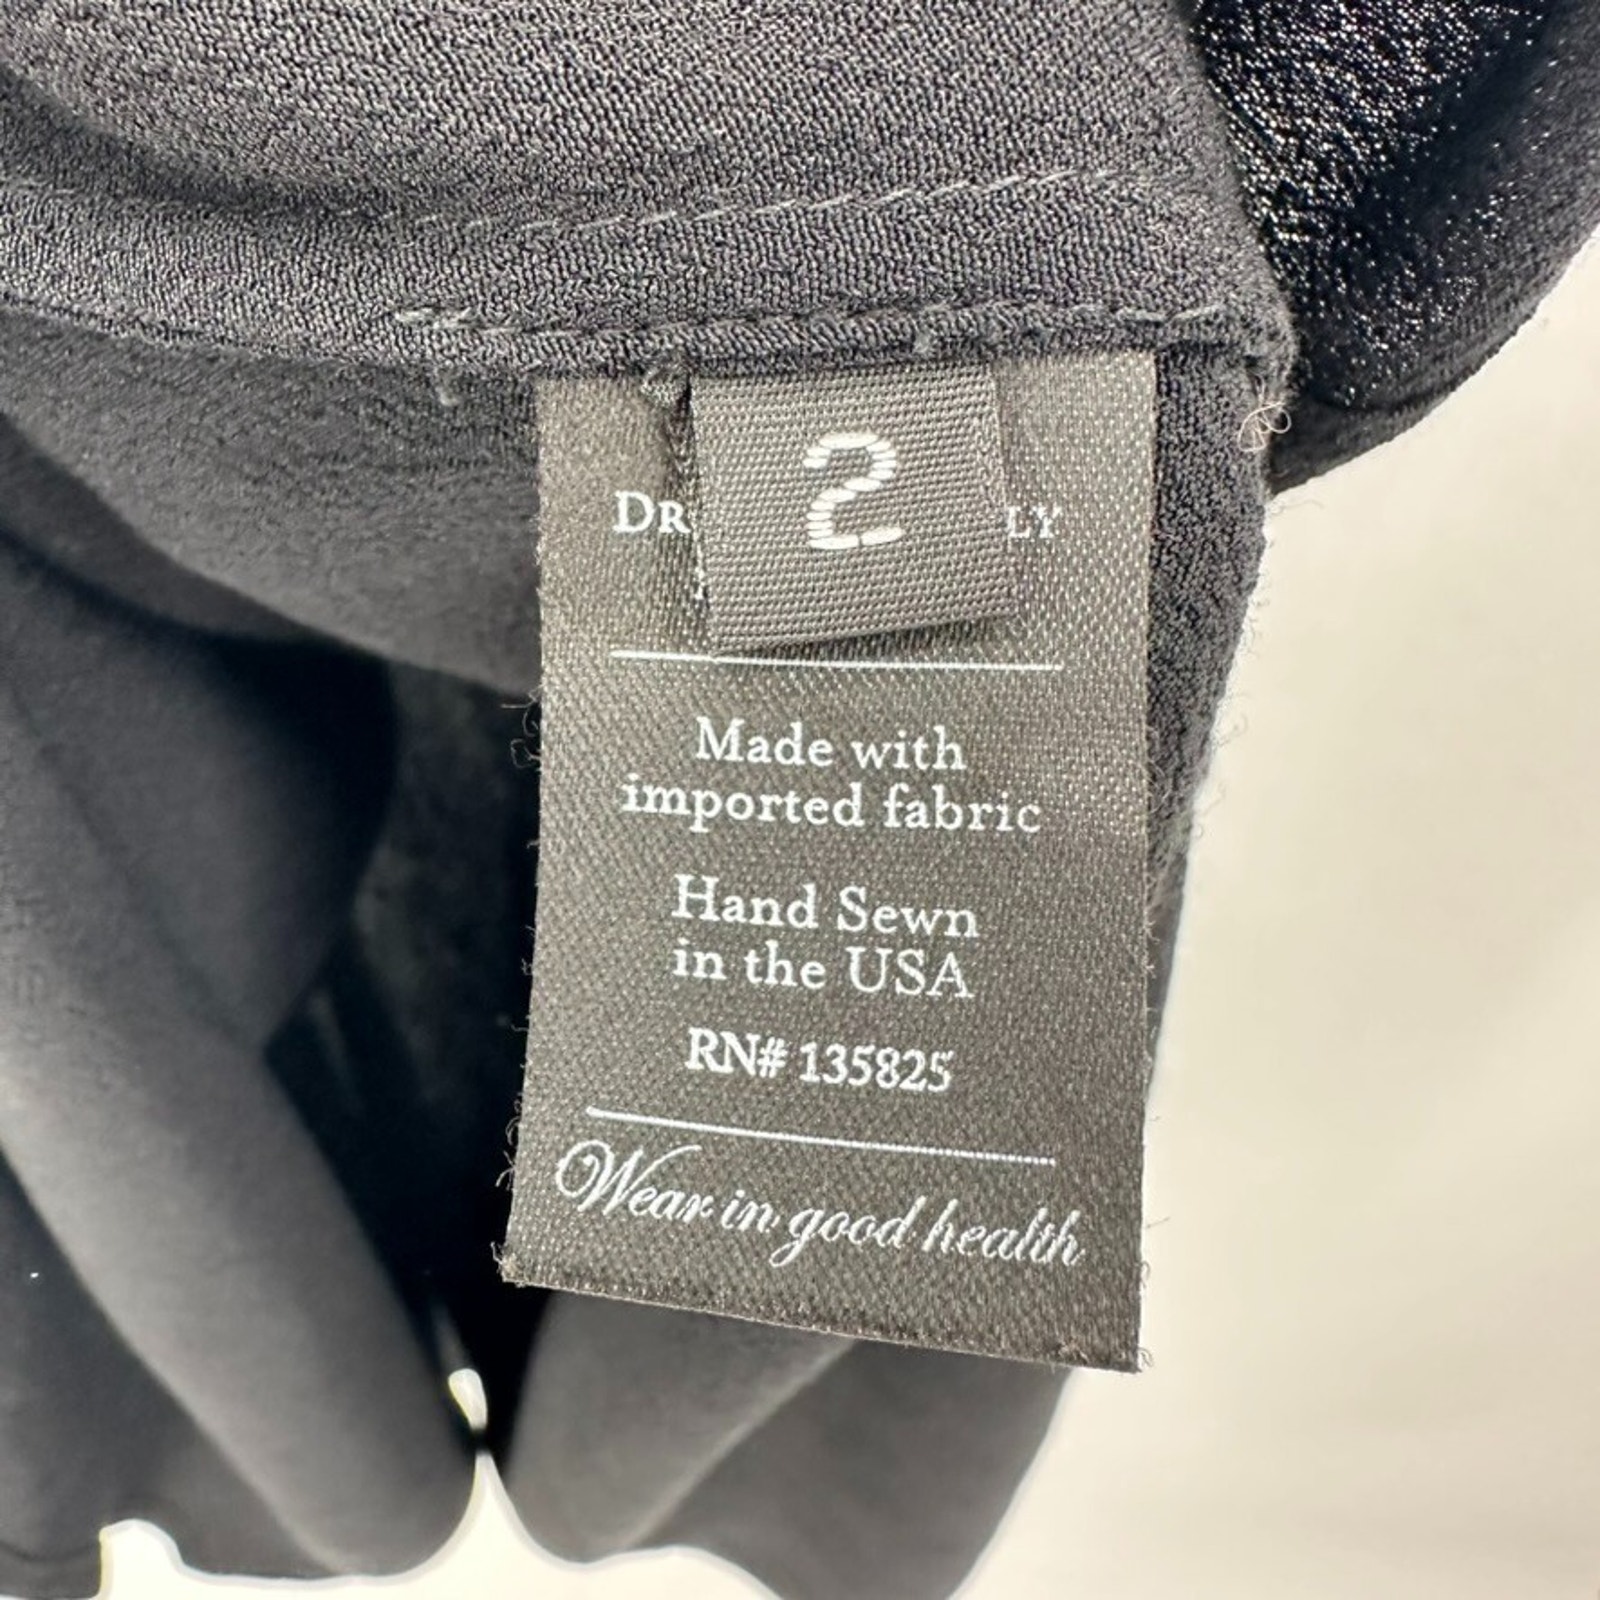 2
Made with
imported fabric
Hand Sewn
in the USA
RN# 135825
Wear in good health